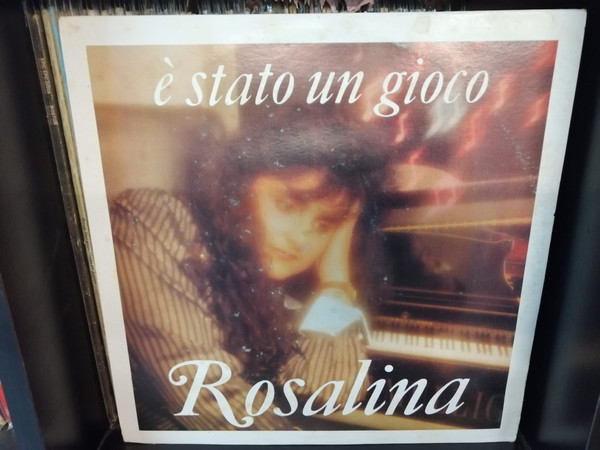 è stato un gioco
Rosalina